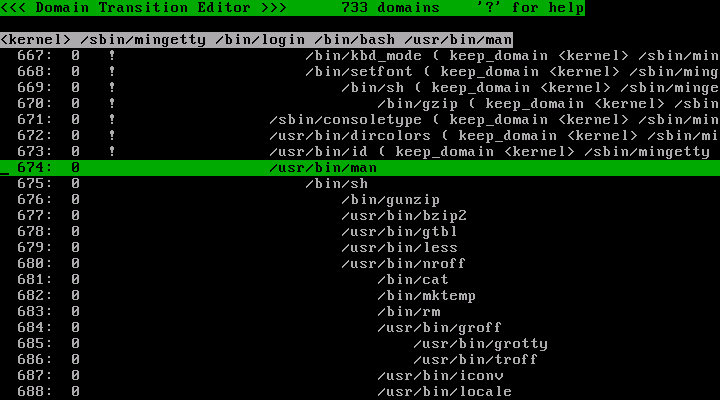 <<< Domain Transition Editor >>>      733 domains    '?' for help
<kernel> /sbin/mingetty /bin/login /bin/bash /usr/bin/man
667:  0   !                     /bin/kbd_mode ( keep_domain <kernel> /sbin/min
668:  0   !                     /bin/setfont ( keep_domain <kernel> /sbin/ming
669:  0   !                         /bin/sh ( keep_domain <kernel> /sbin/minge
670:  0   !                             /bin/gzip ( keep_domain <kernel> /sbin
671:  0   !                 /sbin/consoletype ( keep_domain <kernel> /sbin/min
672:  0   !                 /usr/bin/dircolors ( keep_domain <kernel> /sbin/mi
673:  0   !                 /usr/bin/id ( keep_domain <kernel> /sbin/mingetty
674:  0                     /usr/bin/man
675:  0                         /bin/sh
676:  0                             /bin/gunzip
677:  0                             /usr/bin/bzip2
678:  0                             /usr/bin/gtbl
679:  0                             /usr/bin/less
680:  0                             /usr/bin/nroff
681:  0                                 /bin/cat
682:  0                                 /bin/mktemp
683:  0                                 /bin/rm
684:  0                                 /usr/bin/groff
685:  0                                     /usr/bin/grotty
686:  0                                     /usr/bin/troff
687:  0                                 /usr/bin/iconv
688:  0                                 /usr/bin/locale